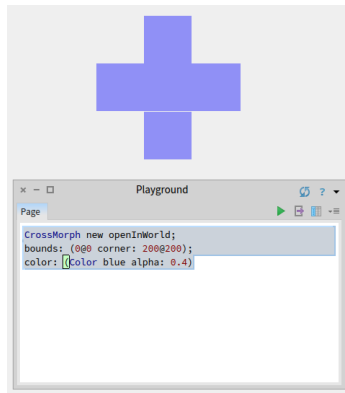 × − □ Playground ? ▾
Page
CrossMorph new openInWorld;
bounds: (0@0 corner: 200@200);
color: (Color blue alpha: 0.4)